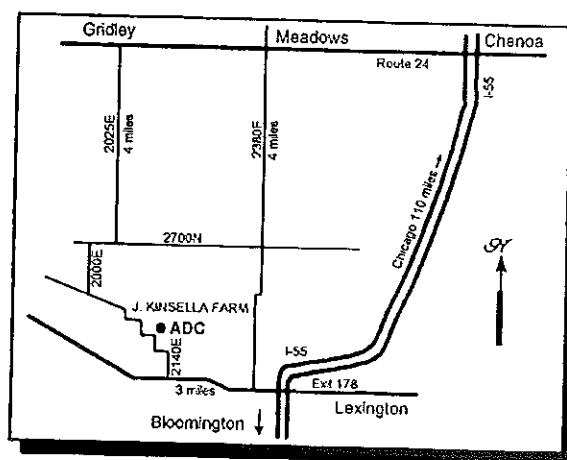 Gridley
Meadows
Chenoa
Route 24
I-55
2025E
4 miles
2380E
4 miles
Chicago 110 miles →
2700N
2000E
N
J. KINSELLA FARM
ADC
2140E
I-55
3 miles
Ext 178
Bloomington
Lexington